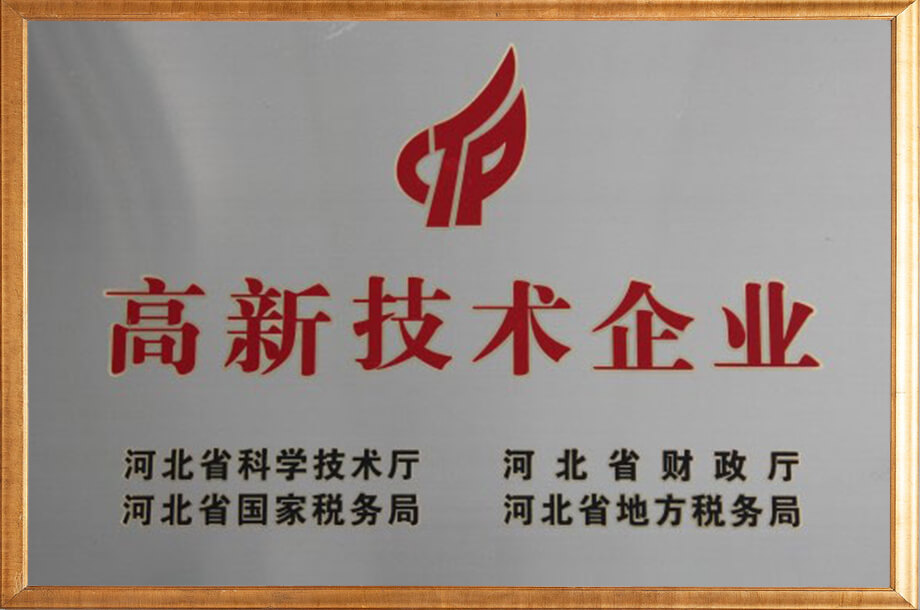 CTP
高新技术企业
河北省科学技术厅 河北省财政厅
河北省国家税务局 河北省地方税务局